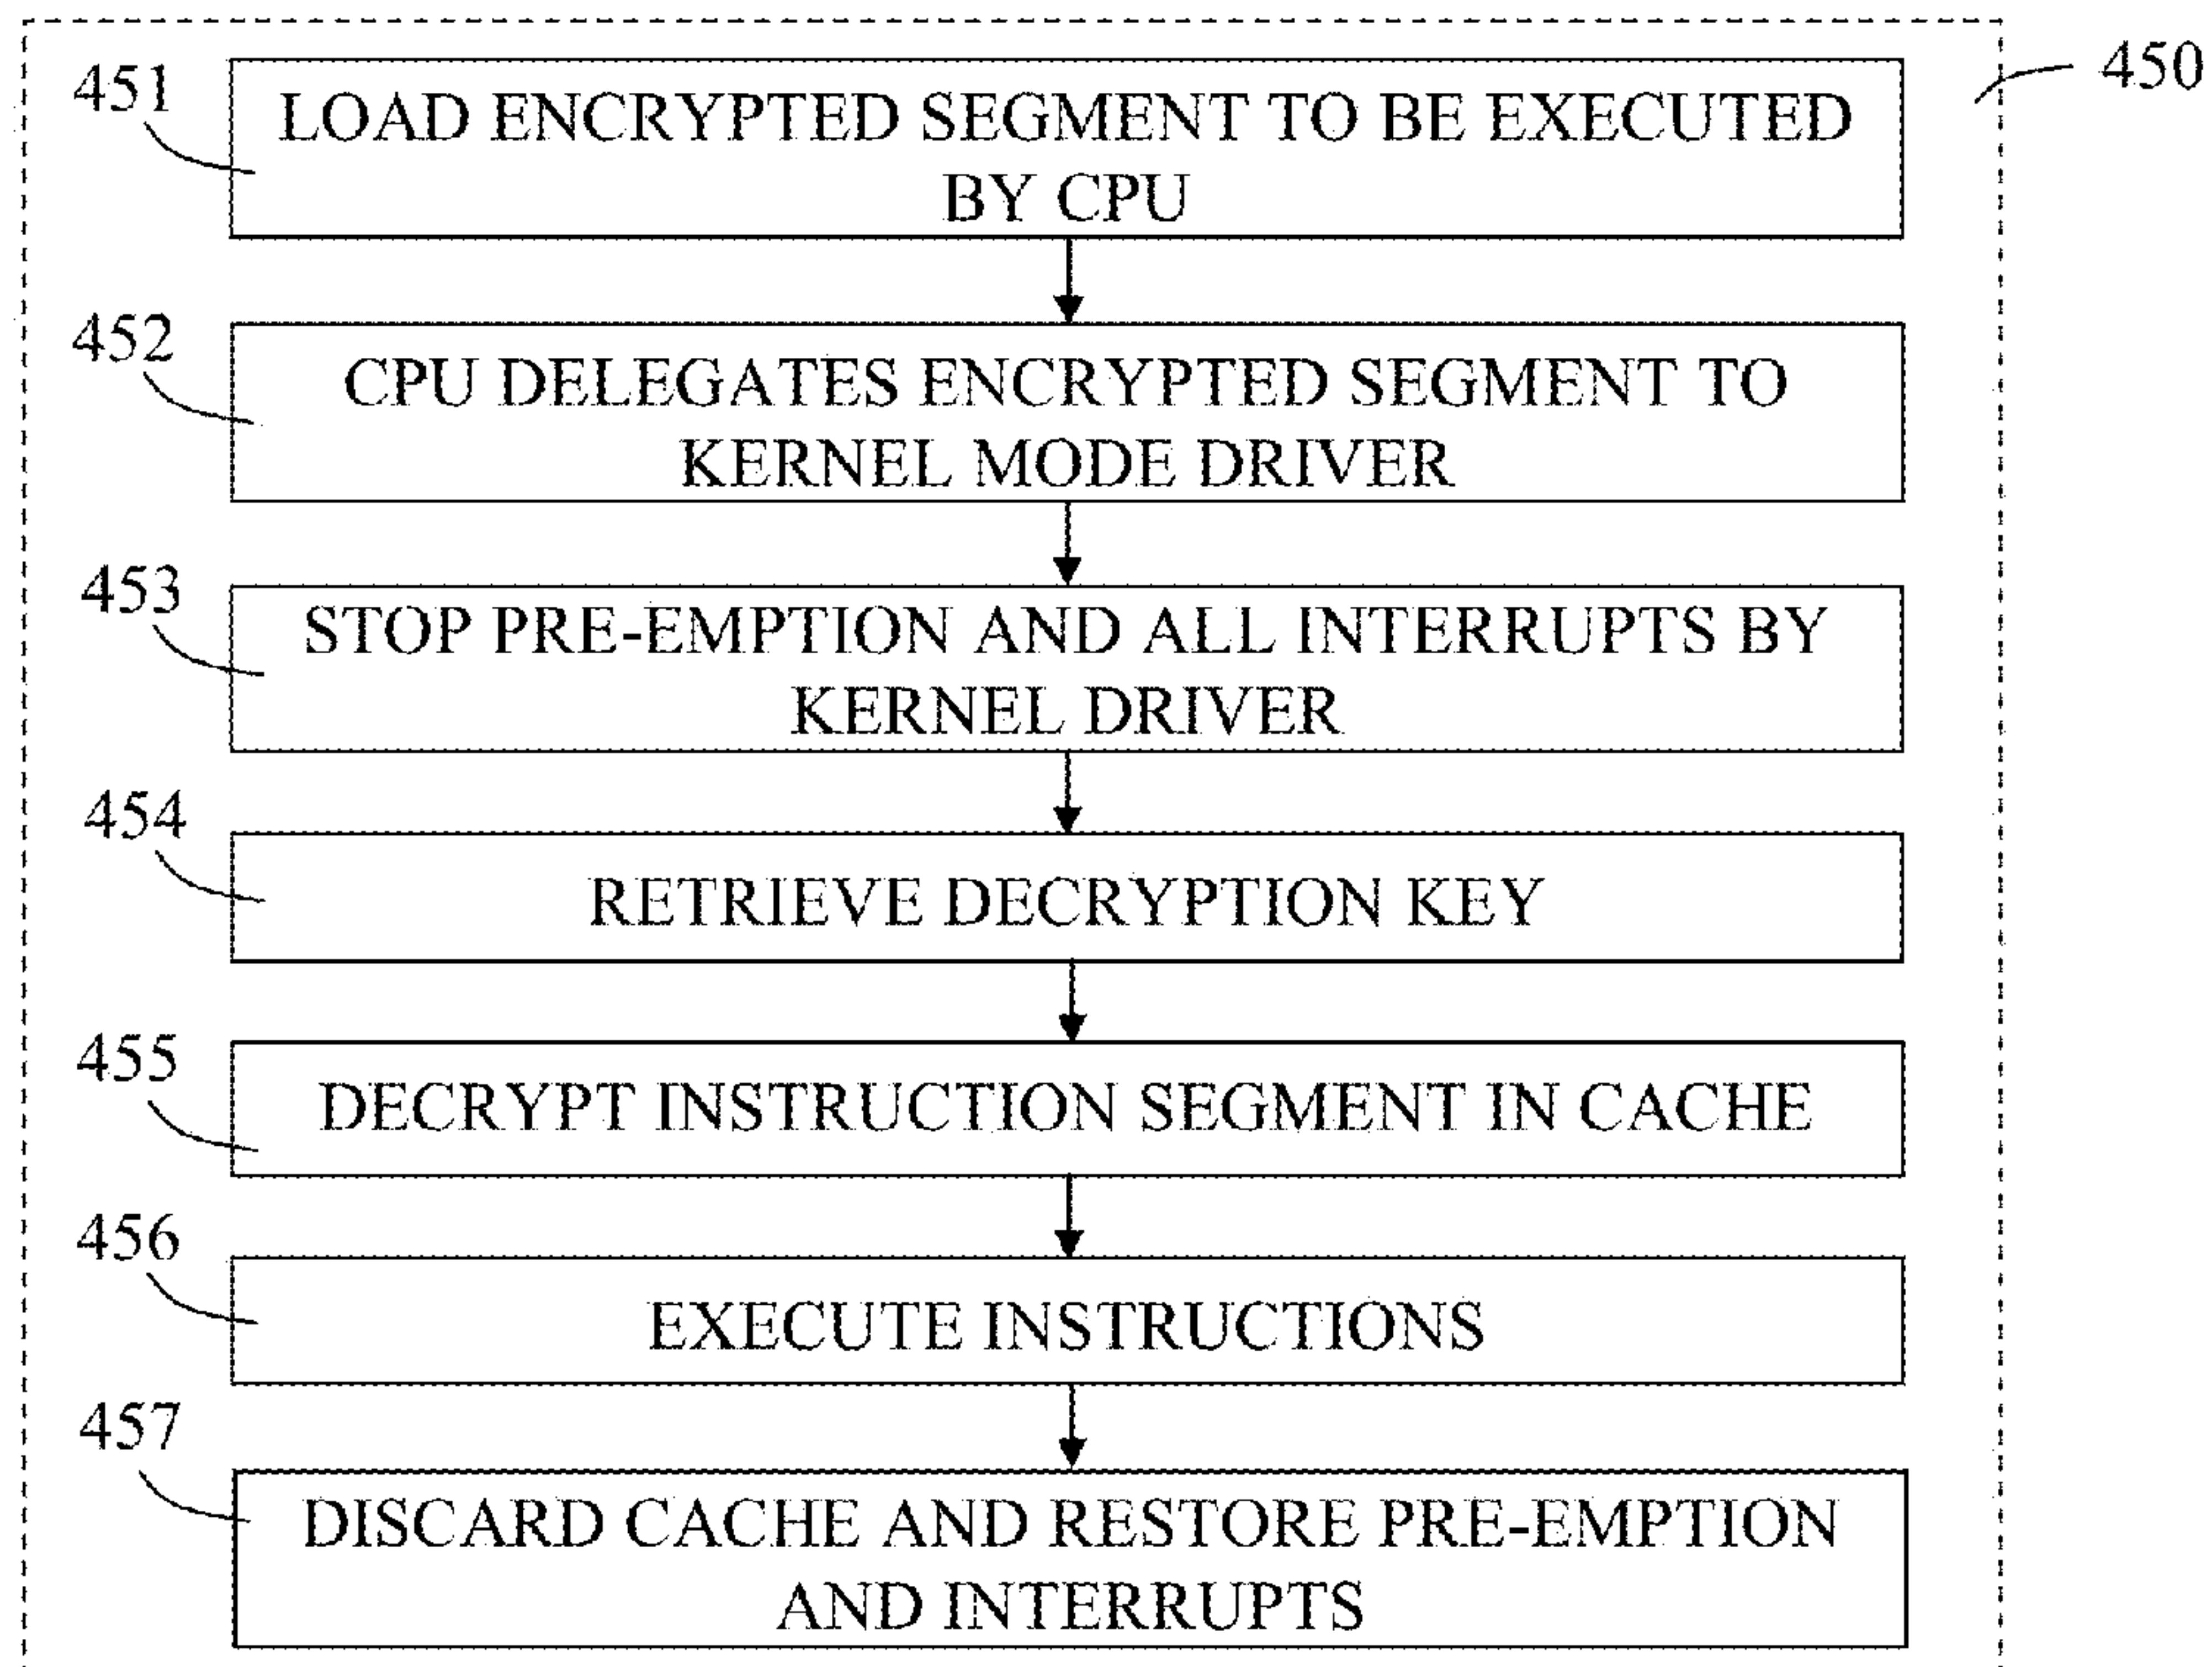 450
451
LOAD ENCRYPTED SEGMENT TO BE EXECUTED
BY CPU
452
CPU DELEGATES ENCRYPTED SEGMENT TO
KERNEL MODE DRIVER
453
STOP PRE-EMPTION AND ALL INTERRUPTS BY
KERNEL DRIVER
454
RETRIEVE DECRYPTION KEY
455
DECRYPT INSTRUCTION SEGMENT IN CACHE
456
EXECUTE INSTRUCTIONS
457
DISCARD CACHE AND RESTORE PRE-EMPTION
AND INTERRUPTS